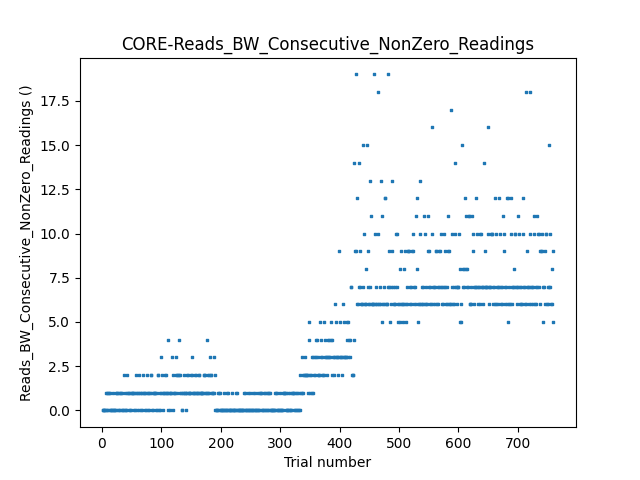 CORE-Reads_BW_Consecutive_NonZero_Readings
Reads_BW_Consecutive_NonZero_Readings ()
17.5
15.0
12.5
10.0
7.5
5.0
2.5
0.0
0 100 200 300 400 500 600 700
Trial number